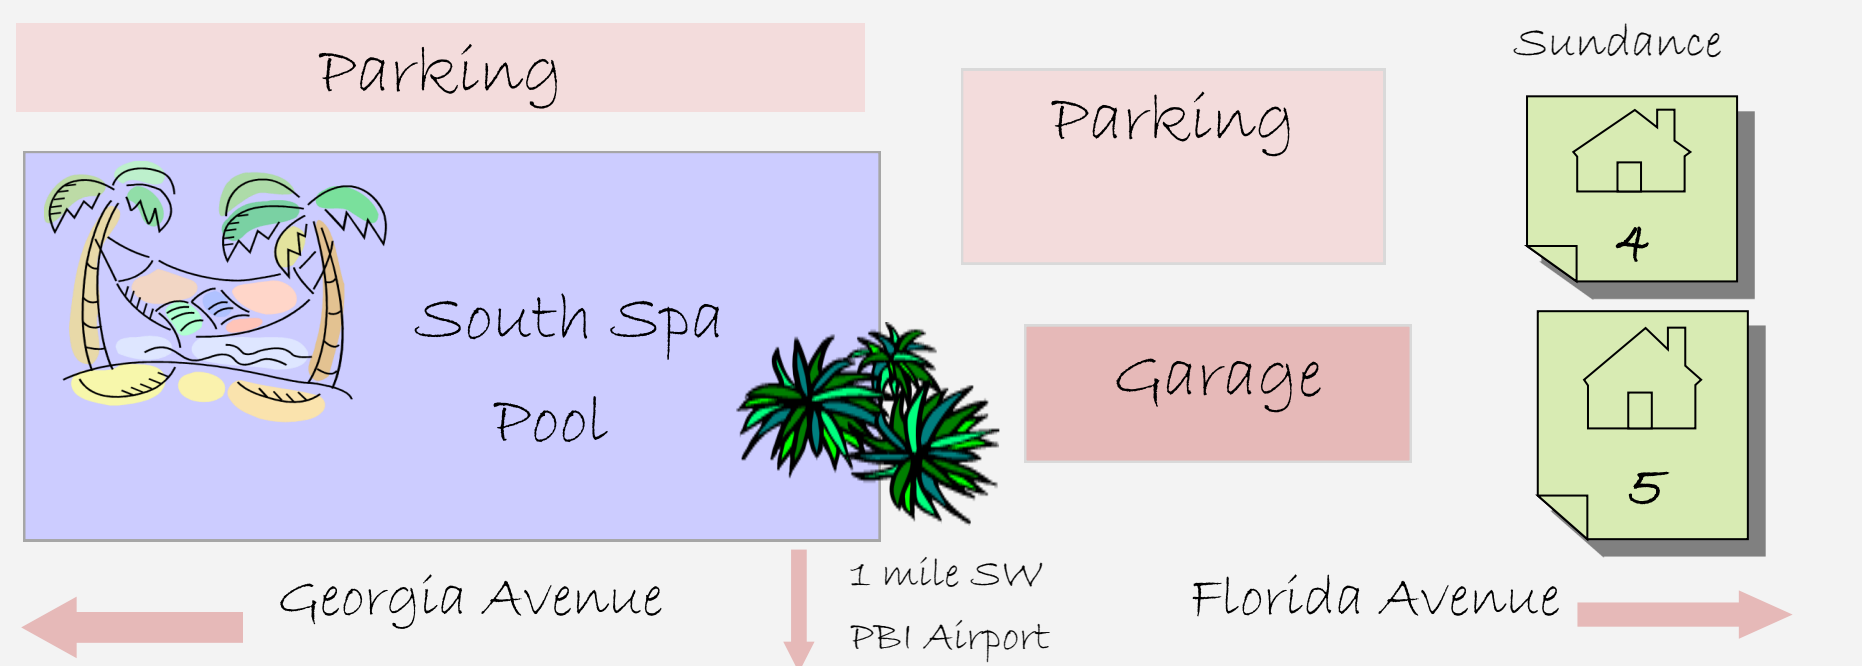 Parking
Parking
Sundance
4
South Spa
Pool
Garage
5
Georgia Avenue
1 mile SW
PBI Airport
Florida Avenue